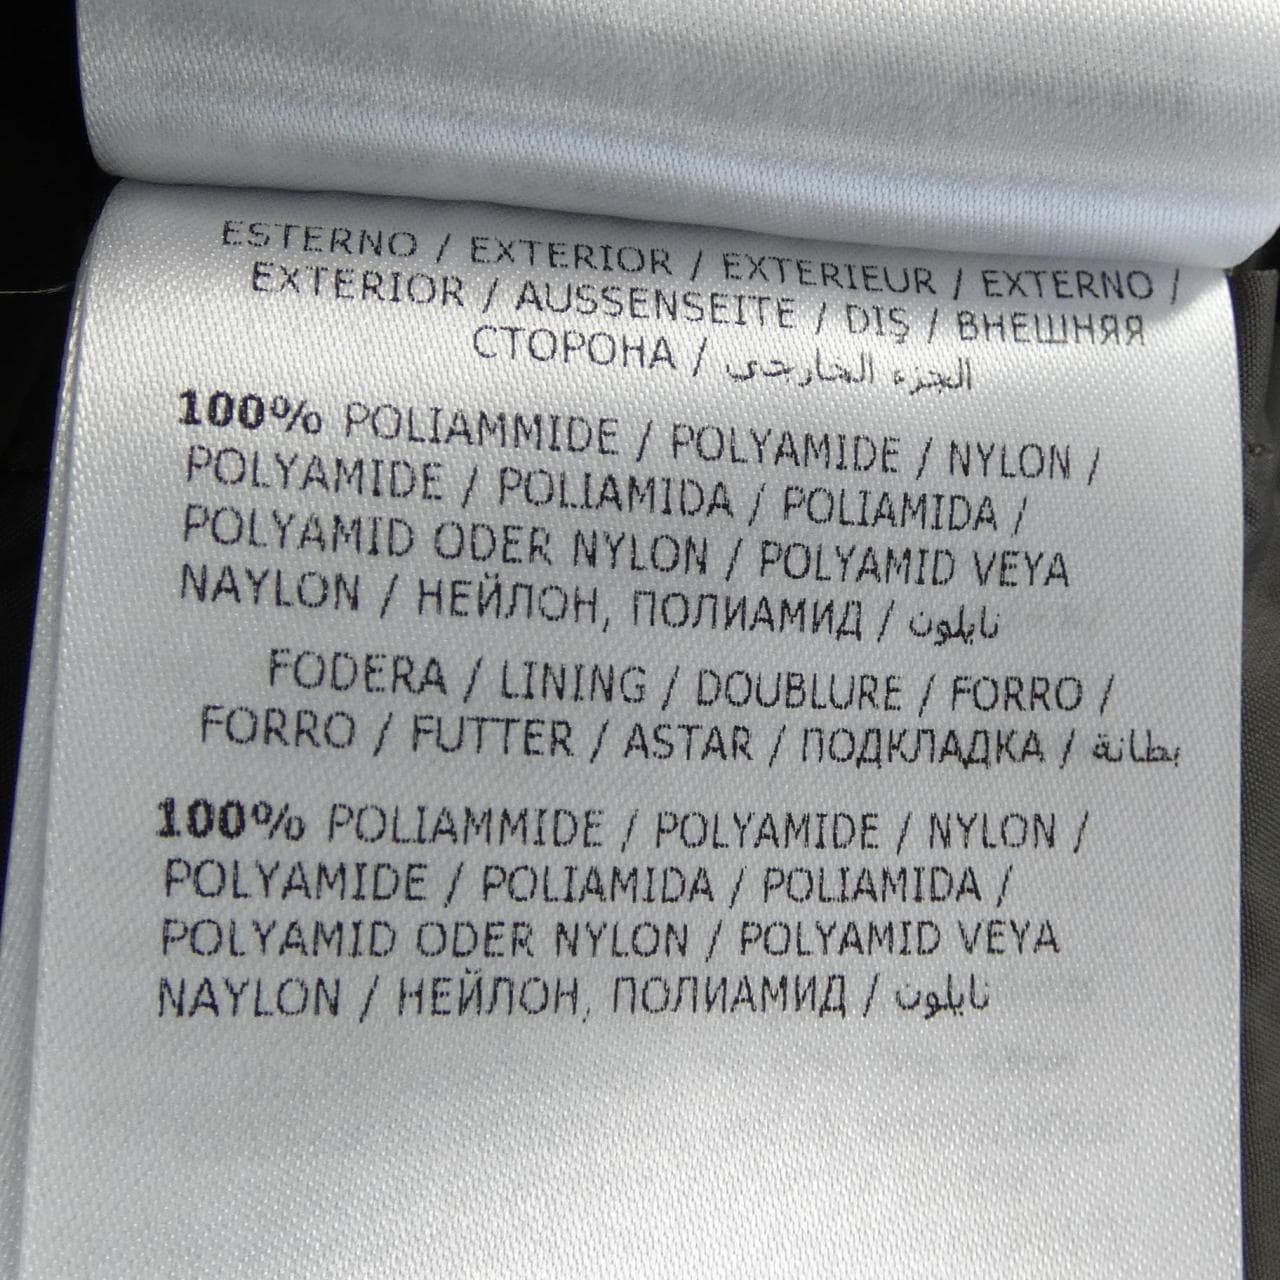 ESTERNO / EXTERIOR / EXTERIEUR / EXTERNO /
EXTERIOR / AUSSENSEITE / DIŞ / ВНЕШНЯЯ
СТОРОНА / الجزء الخارجي
100% POLIAMMIDE / POLYAMIDE / NYLON /
POLYAMIDE / POLIAMIDA / POLIAMIDA /
POLYAMID ODER NYLON / POLYAMID VEYA
NAYLON / НЕЙЛОН, ПОЛИАМИД / نايلون
FODERA / LINING / DOUBLURE / FORRO /
FORRO / FUTTER / ASTAR / ПОДКЛАДКА / بطانة
100% POLIAMMIDE / POLYAMIDE / NYLON /
POLYAMIDE / POLIAMIDA / POLIAMIDA /
POLYAMID ODER NYLON / POLYAMID VEYA
NAYLON / НЕЙЛОН, ПОЛИАМИД / نايلون